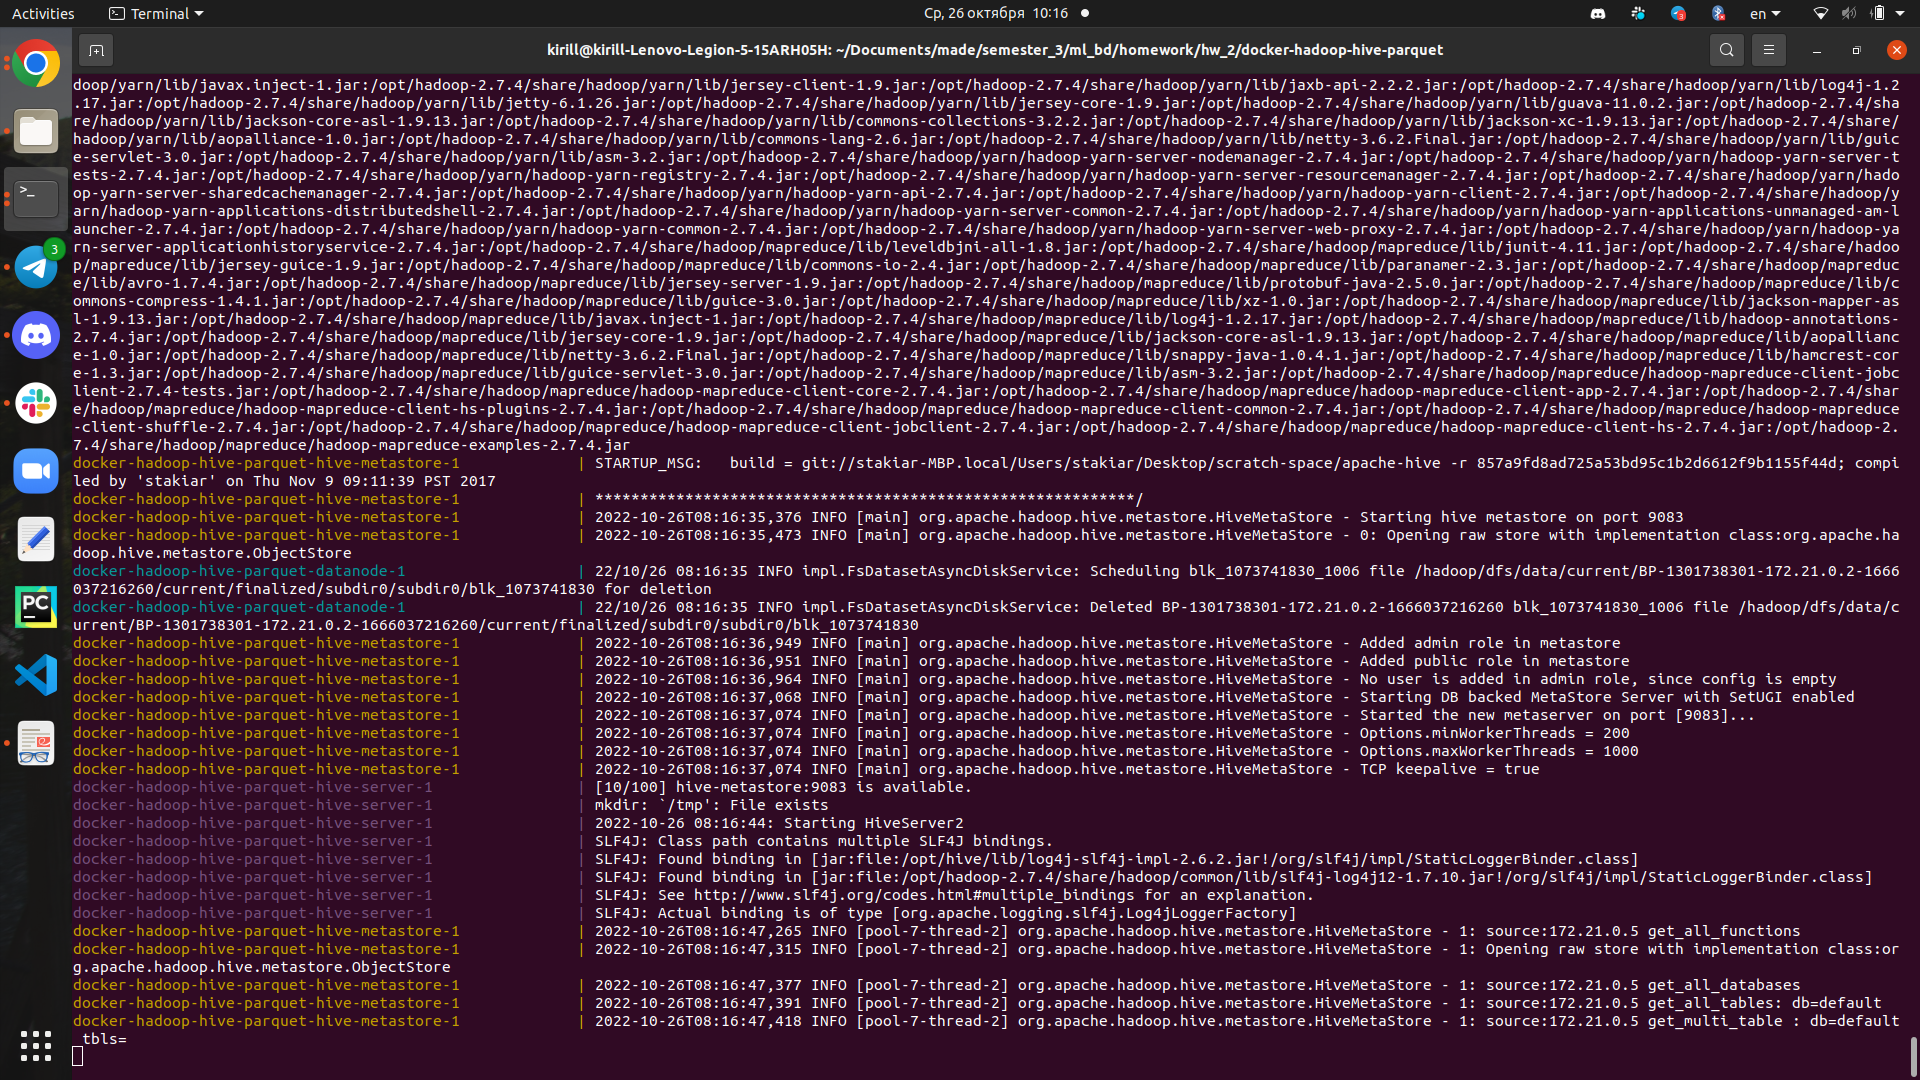 Activities
Terminal
Ср, 26 октября 10:16
en
kirill@kirill-Lenovo-Legion-5-15ARH05H: ~/Documents/made/semester_3/ml_bd/homework/hw_2/docker-hadoop-hive-parquet
3
3
PC
doop/yarn/lib/javax.inject-1.jar:/opt/hadoop-2.7.4/share/hadoop/yarn/lib/jersey-client-1.9.jar:/opt/hadoop-2.7.4/share/hadoop/yarn/lib/jaxb-api-2.2.2.jar:/opt/hadoop-2.7.4/share/hadoop/yarn/lib/log4j-1.2
.17.jar:/opt/hadoop-2.7.4/share/hadoop/yarn/lib/jetty-6.1.26.jar:/opt/hadoop-2.7.4/share/hadoop/yarn/lib/jersey-core-1.9.jar:/opt/hadoop-2.7.4/share/hadoop/yarn/lib/guava-11.0.2.jar:/opt/hadoop-2.7.4/sha
re/hadoop/yarn/lib/jackson-core-asl-1.9.13.jar:/opt/hadoop-2.7.4/share/hadoop/yarn/lib/commons-collections-3.2.2.jar:/opt/hadoop-2.7.4/share/hadoop/yarn/lib/jackson-xc-1.9.13.jar:/opt/hadoop-2.7.4/share/
hadoop/yarn/lib/aopalliance-1.0.jar:/opt/hadoop-2.7.4/share/hadoop/yarn/lib/commons-lang-2.6.jar:/opt/hadoop-2.7.4/share/hadoop/yarn/lib/netty-3.6.2.Final.jar:/opt/hadoop-2.7.4/share/hadoop/yarn/lib/guic
e-servlet-3.0.jar:/opt/hadoop-2.7.4/share/hadoop/yarn/lib/asm-3.2.jar:/opt/hadoop-2.7.4/share/hadoop/yarn/hadoop-yarn-server-nodemanager-2.7.4.jar:/opt/hadoop-2.7.4/share/hadoop/yarn/hadoop-yarn-server-t
ests-2.7.4.jar:/opt/hadoop-2.7.4/share/hadoop/yarn/hadoop-yarn-registry-2.7.4.jar:/opt/hadoop-2.7.4/share/hadoop/yarn/hadoop-yarn-server-resourcemanager-2.7.4.jar:/opt/hadoop-2.7.4/share/hadoop/yarn/hado
op-yarn-server-sharedcachemanager-2.7.4.jar:/opt/hadoop-2.7.4/share/hadoop/yarn/hadoop-yarn-api-2.7.4.jar:/opt/hadoop-2.7.4/share/hadoop/yarn/hadoop-yarn-client-2.7.4.jar:/opt/hadoop-2.7.4/share/hadoop/y
arn/hadoop-yarn-applications-distributedshell-2.7.4.jar:/opt/hadoop-2.7.4/share/hadoop/yarn/hadoop-yarn-server-common-2.7.4.jar:/opt/hadoop-2.7.4/share/hadoop/yarn/hadoop-yarn-applications-unmanaged-am-l
auncher-2.7.4.jar:/opt/hadoop-2.7.4/share/hadoop/yarn/hadoop-yarn-common-2.7.4.jar:/opt/hadoop-2.7.4/share/hadoop/yarn/hadoop-yarn-server-web-proxy-2.7.4.jar:/opt/hadoop-2.7.4/share/hadoop/yarn/hadoop-ya
rn-server-applicationhistoryservice-2.7.4.jar:/opt/hadoop-2.7.4/share/hadoop/mapreduce/lib/leveldbjni-all-1.8.jar:/opt/hadoop-2.7.4/share/hadoop/mapreduce/lib/junit-4.11.jar:/opt/hadoop-2.7.4/share/hadoo
p/mapreduce/lib/jersey-guice-1.9.jar:/opt/hadoop-2.7.4/share/hadoop/mapreduce/lib/commons-io-2.4.jar:/opt/hadoop-2.7.4/share/hadoop/mapreduce/lib/paranamer-2.3.jar:/opt/hadoop-2.7.4/share/hadoop/mapreduc
e/lib/avro-1.7.4.jar:/opt/hadoop-2.7.4/share/hadoop/mapreduce/lib/jersey-server-1.9.jar:/opt/hadoop-2.7.4/share/hadoop/mapreduce/lib/protobuf-java-2.5.0.jar:/opt/hadoop-2.7.4/share/hadoop/mapreduce/lib/c
ommons-compress-1.4.1.jar:/opt/hadoop-2.7.4/share/hadoop/mapreduce/lib/guice-3.0.jar:/opt/hadoop-2.7.4/share/hadoop/mapreduce/lib/xz-1.0.jar:/opt/hadoop-2.7.4/share/hadoop/mapreduce/lib/jackson-mapper-as
l-1.9.13.jar:/opt/hadoop-2.7.4/share/hadoop/mapreduce/lib/javax.inject-1.jar:/opt/hadoop-2.7.4/share/hadoop/mapreduce/lib/log4j-1.2.17.jar:/opt/hadoop-2.7.4/share/hadoop/mapreduce/lib/hadoop-annotations-
2.7.4.jar:/opt/hadoop-2.7.4/share/hadoop/mapreduce/lib/jersey-core-1.9.jar:/opt/hadoop-2.7.4/share/hadoop/mapreduce/lib/jackson-core-asl-1.9.13.jar:/opt/hadoop-2.7.4/share/hadoop/mapreduce/lib/aopallianc
e-1.0.jar:/opt/hadoop-2.7.4/share/hadoop/mapreduce/lib/netty-3.6.2.Final.jar:/opt/hadoop-2.7.4/share/hadoop/mapreduce/lib/snappy-java-1.0.4.1.jar:/opt/hadoop-2.7.4/share/hadoop/mapreduce/lib/hamcrest-cor
e-1.3.jar:/opt/hadoop-2.7.4/share/hadoop/mapreduce/lib/guice-servlet-3.0.jar:/opt/hadoop-2.7.4/share/hadoop/mapreduce/lib/asm-3.2.jar:/opt/hadoop-2.7.4/share/hadoop/mapreduce/hadoop-mapreduce-client-jobc
lient-2.7.4-tests.jar:/opt/hadoop-2.7.4/share/hadoop/mapreduce/hadoop-mapreduce-client-core-2.7.4.jar:/opt/hadoop-2.7.4/share/hadoop/mapreduce/hadoop-mapreduce-client-app-2.7.4.jar:/opt/hadoop-2.7.4/shar
e/hadoop/mapreduce/hadoop-mapreduce-client-hs-plugins-2.7.4.jar:/opt/hadoop-2.7.4/share/hadoop/mapreduce/hadoop-mapreduce-client-common-2.7.4.jar:/opt/hadoop-2.7.4/share/hadoop/mapreduce/hadoop-mapreduce
-client-shuffle-2.7.4.jar:/opt/hadoop-2.7.4/share/hadoop/mapreduce/hadoop-mapreduce-client-jobclient-2.7.4.jar:/opt/hadoop-2.7.4/share/hadoop/mapreduce/hadoop-mapreduce-client-hs-2.7.4.jar:/opt/hadoop-2.
7.4/share/hadoop/mapreduce/hadoop-mapreduce-examples-2.7.4.jar
docker-hadoop-hive-parquet-hive-metastore-1 | STARTUP_MSG: build = git://stakiar-MBP.local/Users/stakiar/Desktop/scratch-space/apache-hive -r 857a9fd8ad725a53bd95c1b2d6612f9b1155f44d; compi
led by 'stakiar' on Thu Nov 9 09:11:39 PST 2017
docker-hadoop-hive-parquet-hive-metastore-1 | ************************************************************/
docker-hadoop-hive-parquet-hive-metastore-1 | 2022-10-26T08:16:35,376 INFO [main] org.apache.hadoop.hive.metastore.HiveMetaStore - Starting hive metastore on port 9083
docker-hadoop-hive-parquet-hive-metastore-1 | 2022-10-26T08:16:35,473 INFO [main] org.apache.hadoop.hive.metastore.HiveMetaStore - 0: Opening raw store with implementation class:org.apache.ha
doop.hive.metastore.ObjectStore
docker-hadoop-hive-parquet-datanode-1 | 22/10/26 08:16:35 INFO impl.FsDatasetAsyncDiskService: Scheduling blk_1073741830_1006 file /hadoop/dfs/data/current/BP-1301738301-172.21.0.2-1666
037216260/current/finalized/subdir0/subdir0/blk_1073741830 for deletion
docker-hadoop-hive-parquet-datanode-1 | 22/10/26 08:16:35 INFO impl.FsDatasetAsyncDiskService: Deleted BP-1301738301-172.21.0.2-1666037216260 blk_1073741830_1006 file /hadoop/dfs/data/c
urrent/BP-1301738301-172.21.0.2-1666037216260/current/finalized/subdir0/subdir0/blk_1073741830
docker-hadoop-hive-parquet-hive-metastore-1 | 2022-10-26T08:16:36,949 INFO [main] org.apache.hadoop.hive.metastore.HiveMetaStore - Added admin role in metastore
docker-hadoop-hive-parquet-hive-metastore-1 | 2022-10-26T08:16:36,951 INFO [main] org.apache.hadoop.hive.metastore.HiveMetaStore - Added public role in metastore
docker-hadoop-hive-parquet-hive-metastore-1 | 2022-10-26T08:16:36,964 INFO [main] org.apache.hadoop.hive.metastore.HiveMetaStore - No user is added in admin role, since config is empty
docker-hadoop-hive-parquet-hive-metastore-1 | 2022-10-26T08:16:37,068 INFO [main] org.apache.hadoop.hive.metastore.HiveMetaStore - Starting DB backed MetaStore Server with SetUGI enabled
docker-hadoop-hive-parquet-hive-metastore-1 | 2022-10-26T08:16:37,074 INFO [main] org.apache.hadoop.hive.metastore.HiveMetaStore - Started the new metaserver on port [9083]...
docker-hadoop-hive-parquet-hive-metastore-1 | 2022-10-26T08:16:37,074 INFO [main] org.apache.hadoop.hive.metastore.HiveMetaStore - Options.minWorkerThreads = 200
docker-hadoop-hive-parquet-hive-metastore-1 | 2022-10-26T08:16:37,074 INFO [main] org.apache.hadoop.hive.metastore.HiveMetaStore - Options.maxWorkerThreads = 1000
docker-hadoop-hive-parquet-hive-metastore-1 | 2022-10-26T08:16:37,074 INFO [main] org.apache.hadoop.hive.metastore.HiveMetaStore - TCP keepalive = true
docker-hadoop-hive-parquet-hive-server-1 | [10/100] hive-metastore:9083 is available.
docker-hadoop-hive-parquet-hive-server-1 | mkdir: `/tmp': File exists
docker-hadoop-hive-parquet-hive-server-1 | 2022-10-26 08:16:44: Starting HiveServer2
docker-hadoop-hive-parquet-hive-server-1 | SLF4J: Class path contains multiple SLF4J bindings.
docker-hadoop-hive-parquet-hive-server-1 | SLF4J: Found binding in [jar:file:/opt/hive/lib/log4j-slf4j-impl-2.6.2.jar!/org/slf4j/impl/StaticLoggerBinder.class]
docker-hadoop-hive-parquet-hive-server-1 | SLF4J: Found binding in [jar:file:/opt/hadoop-2.7.4/share/hadoop/common/lib/slf4j-log4j12-1.7.10.jar!/org/slf4j/impl/StaticLoggerBinder.class]
docker-hadoop-hive-parquet-hive-server-1 | SLF4J: See http://www.slf4j.org/codes.html#multiple_bindings for an explanation.
docker-hadoop-hive-parquet-hive-server-1 | SLF4J: Actual binding is of type [org.apache.logging.slf4j.Log4jLoggerFactory]
docker-hadoop-hive-parquet-hive-metastore-1 | 2022-10-26T08:16:47,265 INFO [pool-7-thread-2] org.apache.hadoop.hive.metastore.HiveMetaStore - 1: source:172.21.0.5 get_all_functions
docker-hadoop-hive-parquet-hive-metastore-1 | 2022-10-26T08:16:47,315 INFO [pool-7-thread-2] org.apache.hadoop.hive.metastore.HiveMetaStore - 1: Opening raw store with implementation class:or
g.apache.hadoop.hive.metastore.ObjectStore
docker-hadoop-hive-parquet-hive-metastore-1 | 2022-10-26T08:16:47,377 INFO [pool-7-thread-2] org.apache.hadoop.hive.metastore.HiveMetaStore - 1: source:172.21.0.5 get_all_databases
docker-hadoop-hive-parquet-hive-metastore-1 | 2022-10-26T08:16:47,391 INFO [pool-7-thread-2] org.apache.hadoop.hive.metastore.HiveMetaStore - 1: source:172.21.0.5 get_all_tables: db=default
docker-hadoop-hive-parquet-hive-metastore-1 | 2022-10-26T08:16:47,418 INFO [pool-7-thread-2] org.apache.hadoop.hive.metastore.HiveMetaStore - 1: source:172.21.0.5 get_multi_table : db=default
tbls=